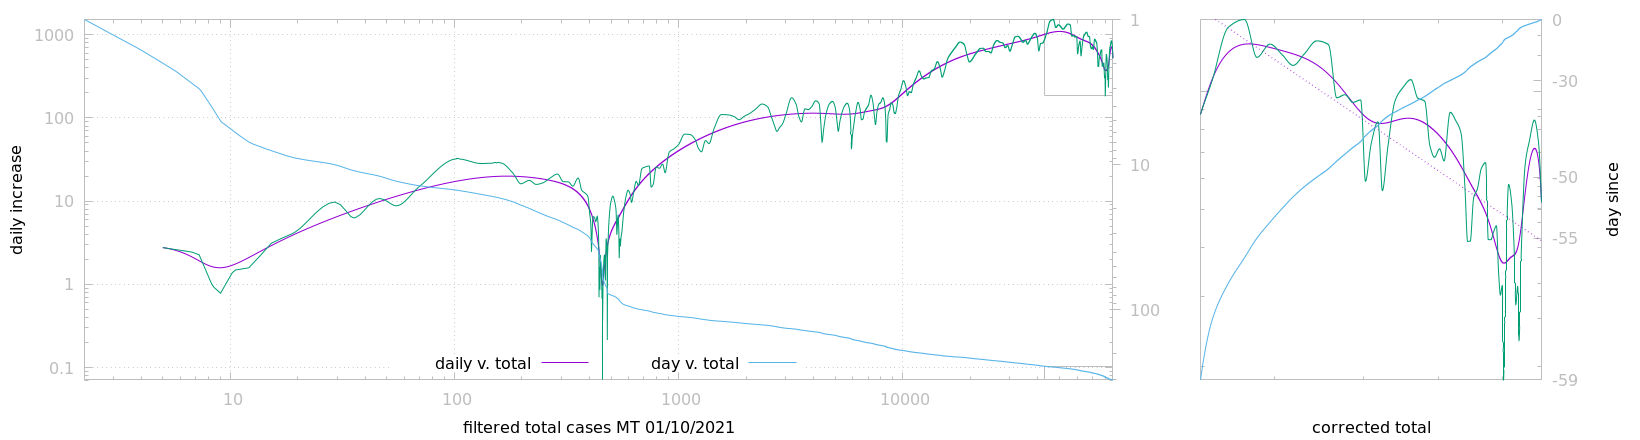 1000
100
10
1
0.1
daily increase
10
100
1000
10000
filtered total cases MT 01/10/2021
daily v. total
day v. total
1
10
100
0
-30
-50
-55
-59
day since
corrected total